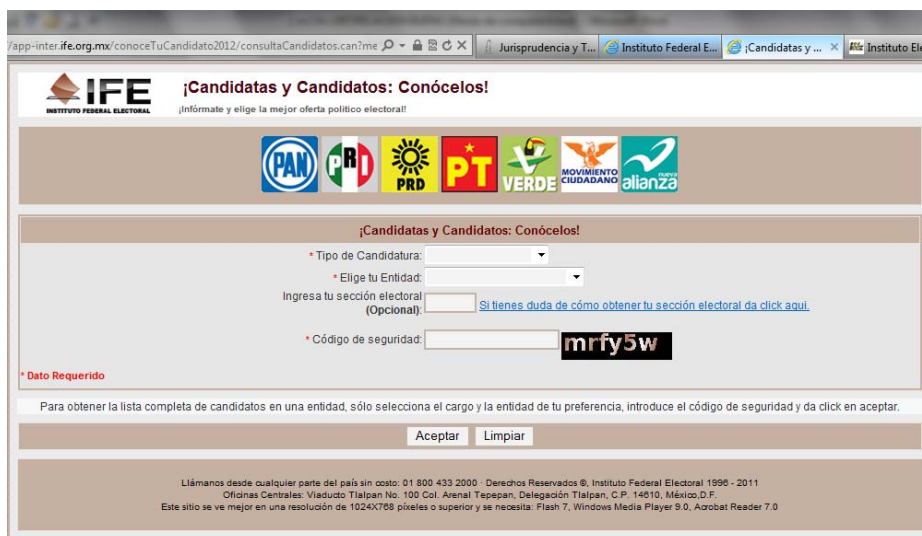 /app-inter.ife.org.mx/conoceTuCandidato2012/consultaCandidatos.can?me
Jurisprudencia y T...
Instituto Federal E...
¡Candidatas y ...
Instituto Ele
IFE
INSTITUTO FEDERAL ELECTORAL
¡Candidatas y Candidatos: Conócelos!
¡Infórmate y elige la mejor oferta político electoral!
PAN
PRI
PRD
PT
VERDE
MOVIMIENTO
CIUDADANO
nueva
alianza
¡Candidatas y Candidatos: Conócelos!
* Tipo de Candidatura:
* Elige tu Entidad:
Ingresa tu sección electoral
(Opcional):
Si tienes duda de cómo obtener tu sección electoral da click aqui.
* Código de seguridad:
mrfy5w
* Dato Requerido
Para obtener la lista completa de candidatos en una entidad, sólo selecciona el cargo y la entidad de tu preferencia, introduce el código de seguridad y da click en aceptar.
Aceptar Limpiar
Llámanos desde cualquier parte del país sin costo: 01 800 433 2000 · Derechos Reservados ®, Instituto Federal Electoral 1996 - 2011
Oficinas Centrales: Viaducto Tlalpan No. 100 Col. Arenal Tepepan, Delegación Tlalpan, C.P. 14610, México,D.F.
Este sitio se ve mejor en una resolución de 1024X768 píxeles o superior y se necesita: Flash 7, Windows Media Player 9.0, Acrobat Reader 7.0